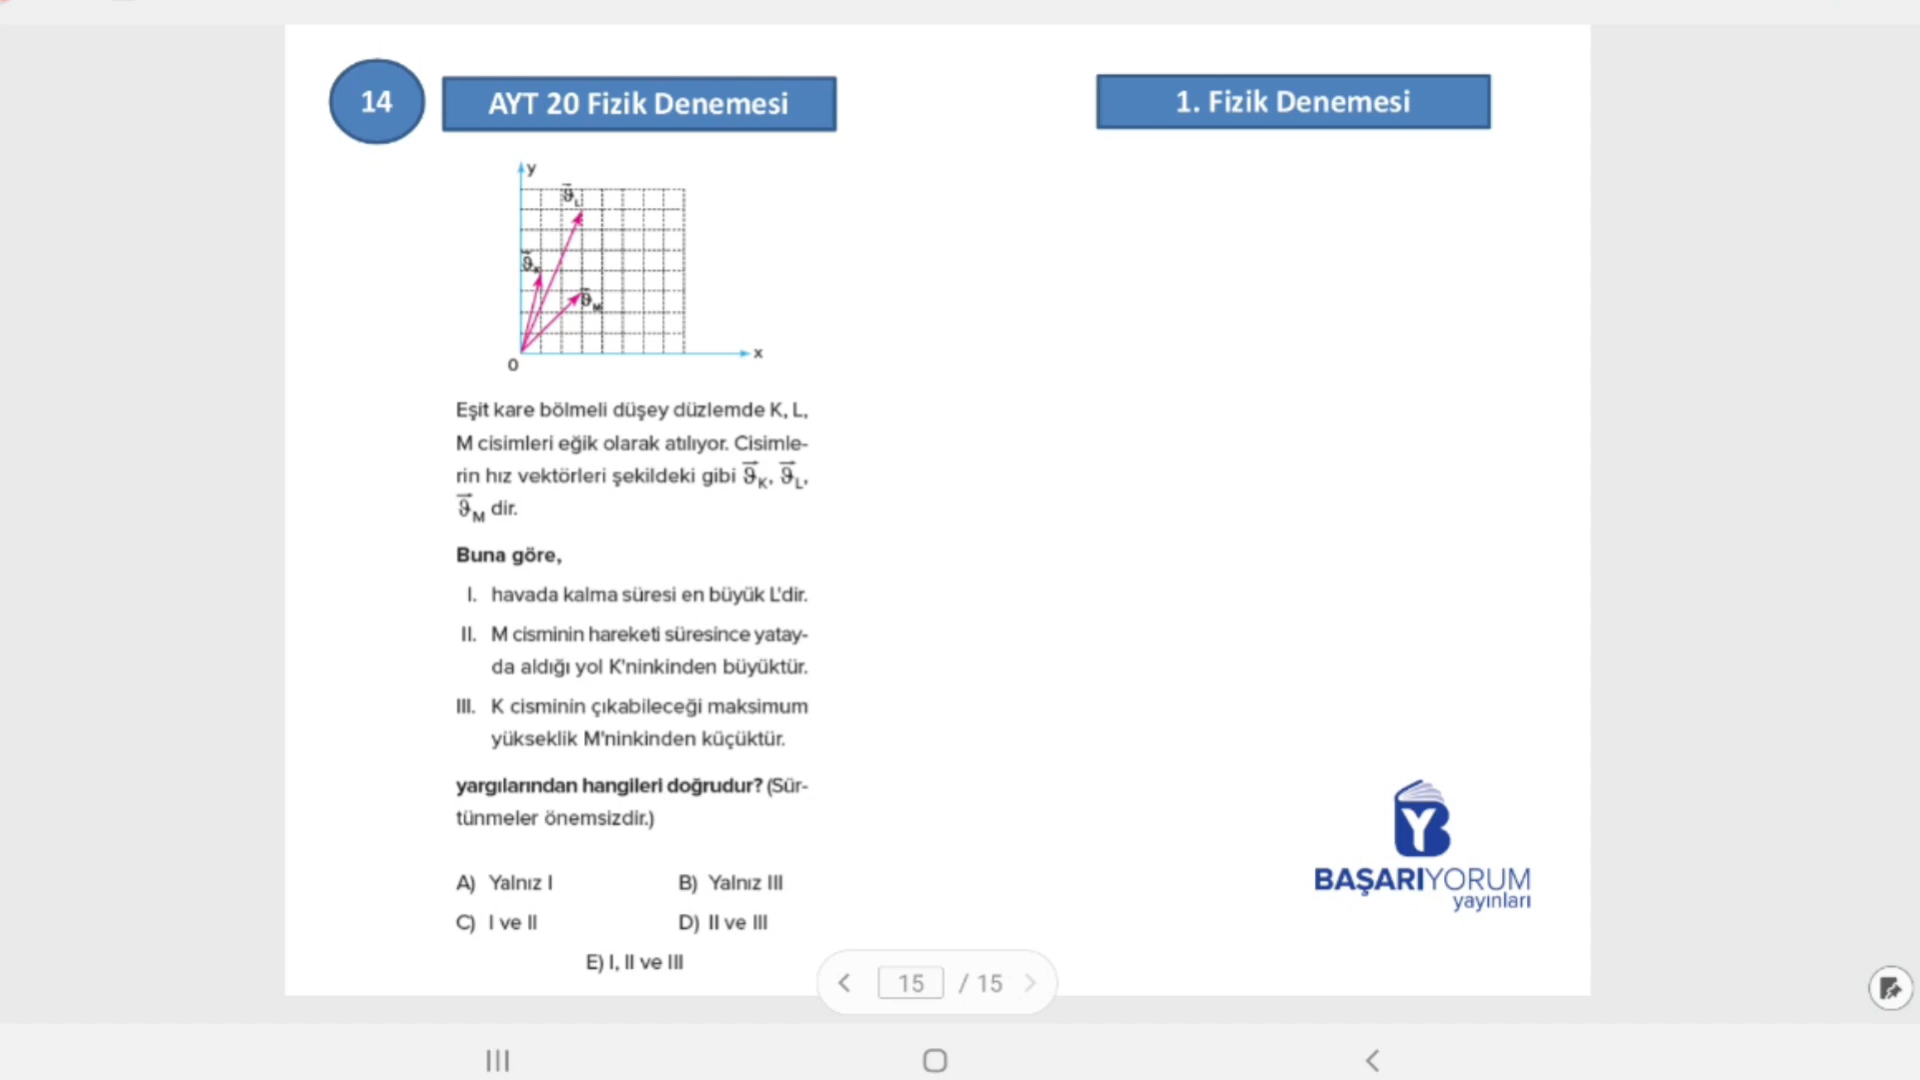 14
AYT 20 Fizik Denemesi
1. Fizik Denemesi
y
ϑL
ϑK
ϑM
x
0
Eşit kare bölmeli düşey düzlemde K, L,
M cisimleri eğik olarak atılıyor. Cisimle-
rin hız vektörleri şekildeki gibi ϑK, ϑL,
ϑM dir.
Buna göre,
I. havada kalma süresi en büyük L'dir.
II. M cisminin hareketi süresince yatay-
da aldığı yol K'ninkinden büyüktür.
III. K cisminin çıkabileceği maksimum
yükseklik M'ninkinden küçüktür.
yargılarından hangileri doğrudur? (Sür-
tünmeler önemsizdir.)
A) Yalnız I
B) Yalnız III
C) I ve II
D) II ve III
E) I, II ve III
BAŞARIYORUM
yayınları
15 / 15